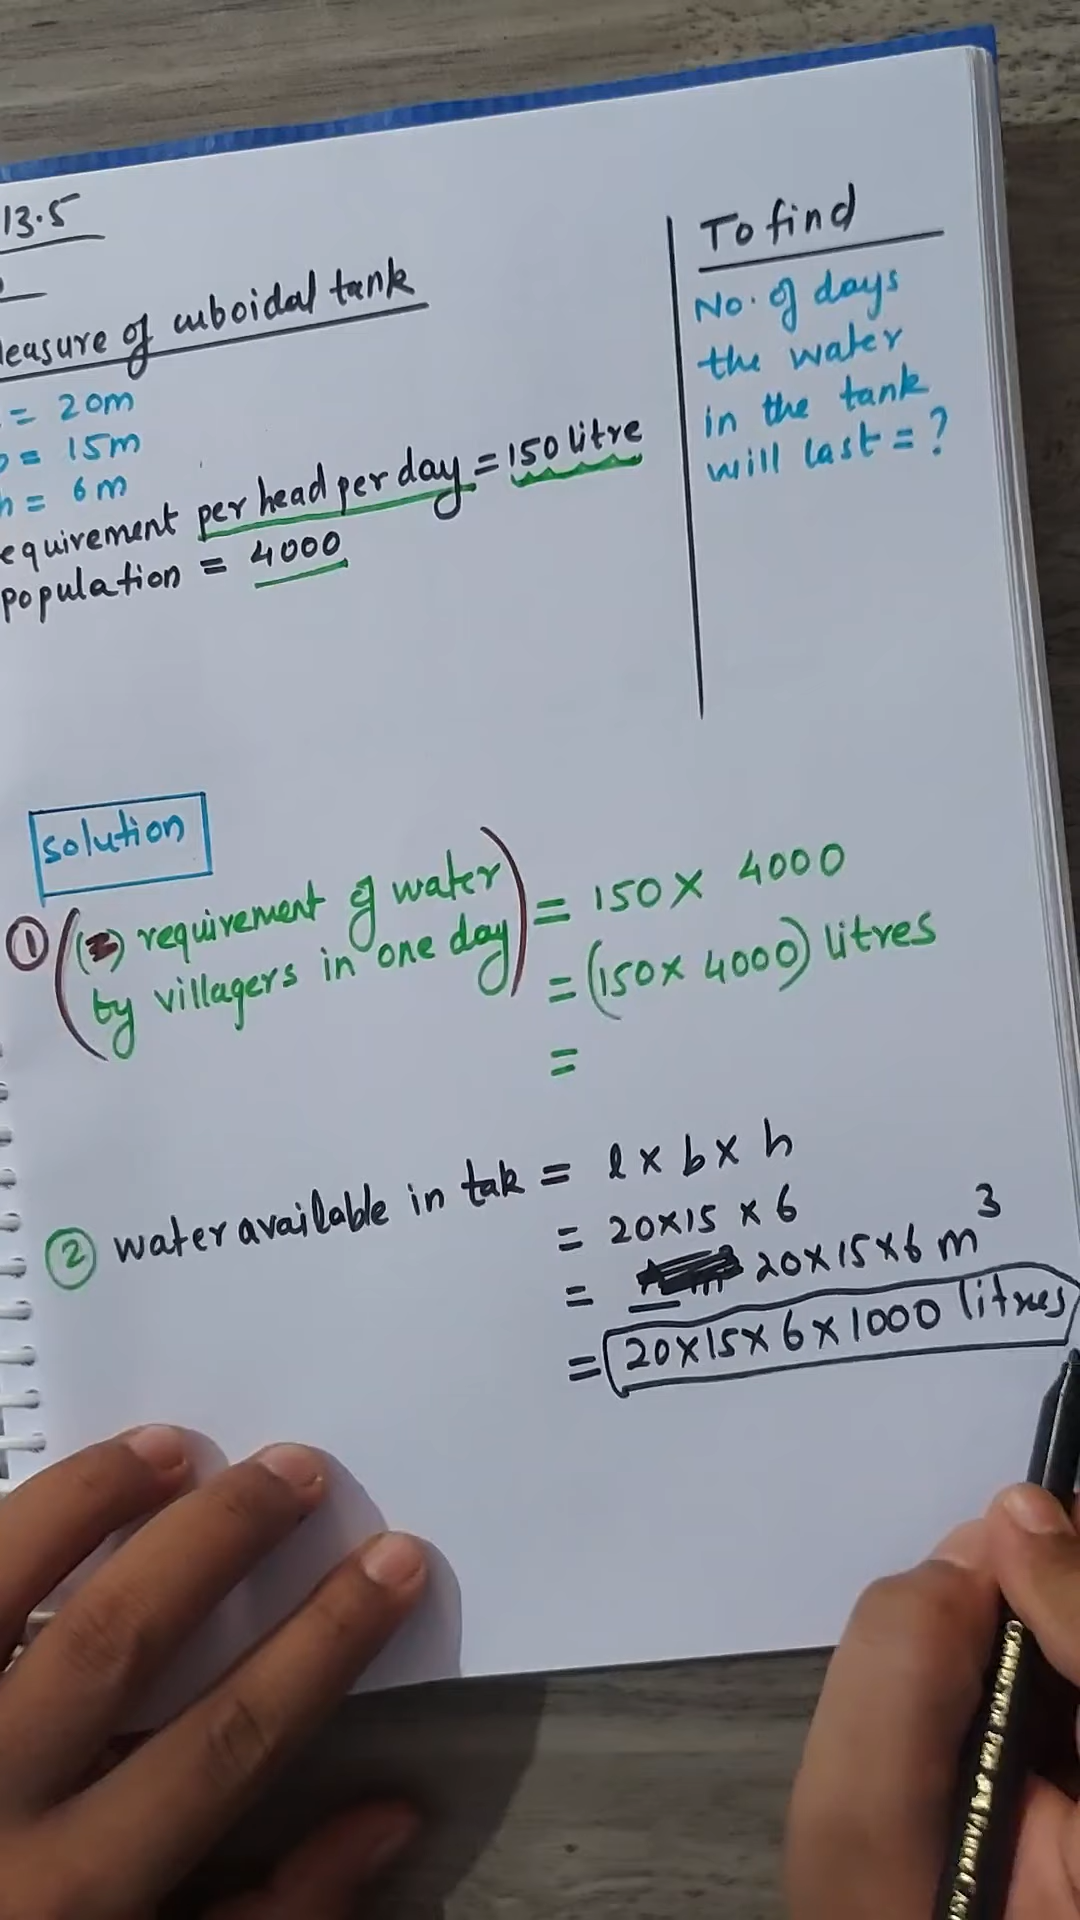 13.5
easure of cuboidal tank
= 20m
= 15m
h = 6m
equirement per head per day = 150 litre
population = 4000
To find
No. of days
the water
in the tank
will last = ?
solution
① requirement of water = 150 × 4000
by villagers in one day = (150 × 4000) litres
=
② water available in tak = l × b × h
= 20×15 × 6
= 20×15×6 m³
= 20×15×6×1000 litres